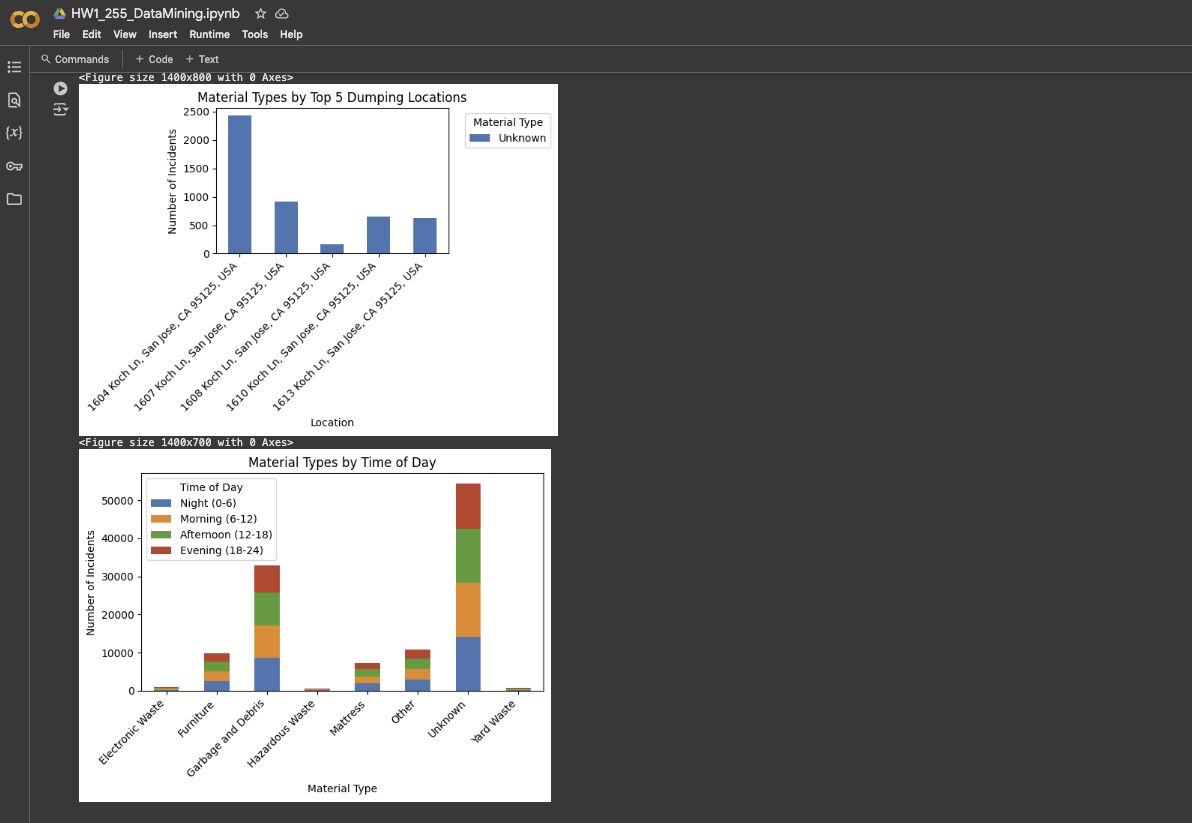 HW1_255_DataMining.ipynb
File Edit View Insert Runtime Tools Help
Commands + Code + Text
<Figure size 1400x800 with 0 Axes>
Material Types by Top 5 Dumping Locations
Material Type
Unknown
Number of Incidents
2500
2000
1500
1000
500
0
1604 Koch Ln, San Jose, CA 95125, USA
1607 Koch Ln, San Jose, CA 95125, USA
1608 Koch Ln, San Jose, CA 95125, USA
1610 Koch Ln, San Jose, CA 95125, USA
1613 Koch Ln, San Jose, CA 95125, USA
Location
<Figure size 1400x700 with 0 Axes>
Material Types by Time of Day
Time of Day
Night (0-6)
Morning (6-12)
Afternoon (12-18)
Evening (18-24)
Number of Incidents
50000
40000
30000
20000
10000
0
Electronic Waste
Furniture
Garbage and Debris
Hazardous Waste
Mattress
Other
Unknown
Yard Waste
Material Type
{x}